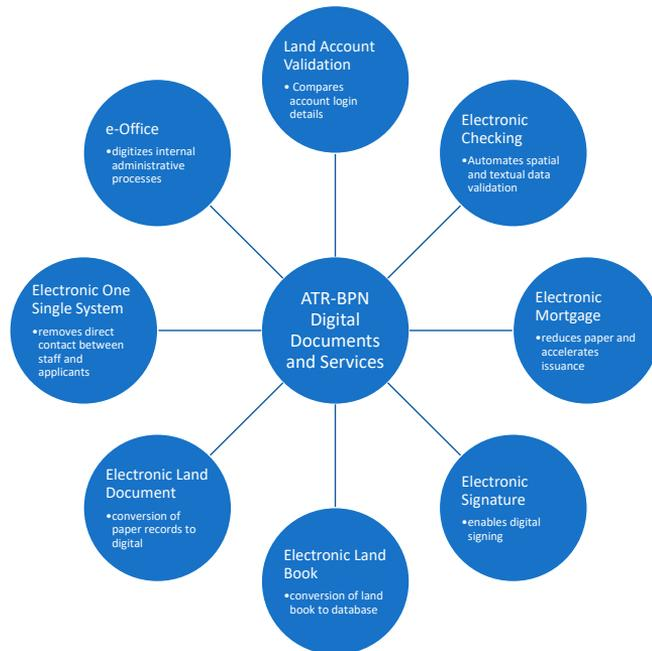 Land Account
Validation
• Compares
account login
details
Electronic
Checking
•Automates spatial
and textual data
validation
Electronic
Mortgage
•reduces paper and
accelerates
issuance
Electronic
Signature
•enables digital
signing
Electronic Land
Book
•conversion of land
book to database
Electronic Land
Document
•conversion of
paper records to
digital
Electronic One
Single System
•removes direct
contact between
staff and
applicants
e-Office
•digitizes internal
administrative
processes
ATR-BPN
Digital
Documents
and Services